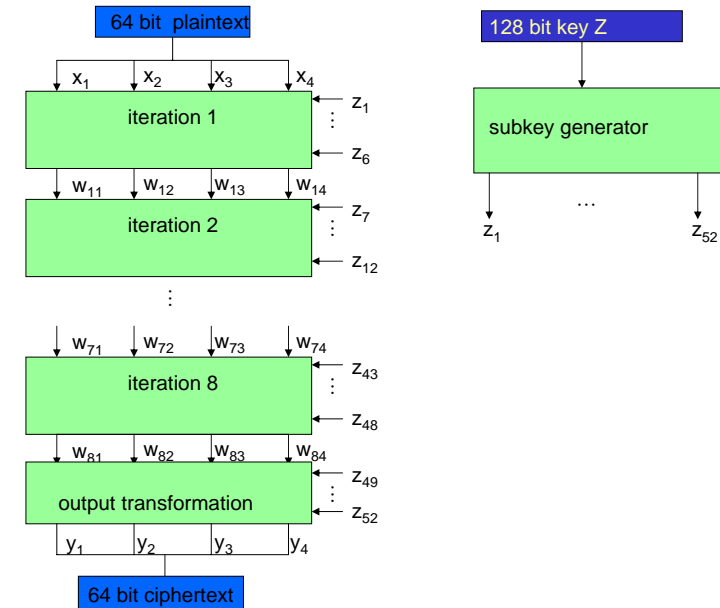 64 bit plaintext
x1 x2 x3 x4
iteration 1
z1
⋮
z6
w11 w12 w13 w14
iteration 2
z7
⋮
z12
⋮
w71 w72 w73 w74
iteration 8
z43
⋮
z48
w81 w82 w83 w84
output transformation
z49
⋮
z52
y1 y2 y3 y4
64 bit ciphertext
128 bit key Z
subkey generator
z1 ... z52